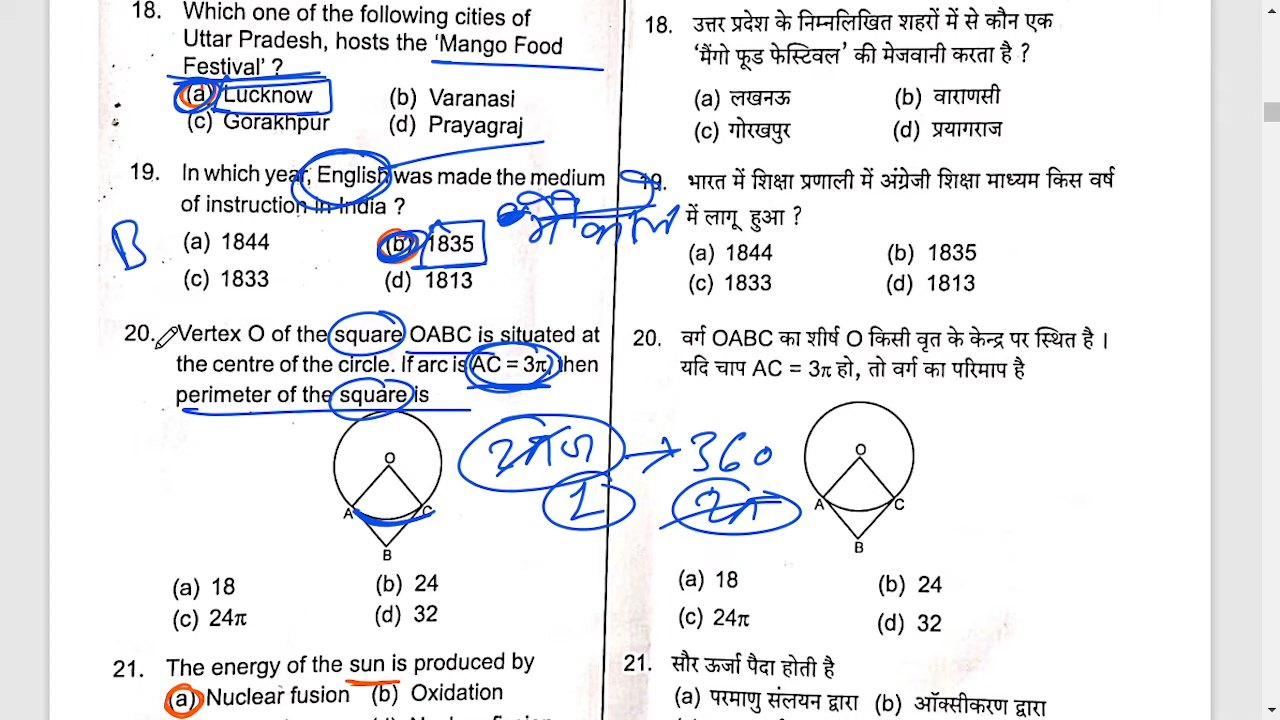 18. Which one of the following cities of
Uttar Pradesh, hosts the ‘Mango Food
Festival’ ?
(a) Lucknow (b) Varanasi
(c) Gorakhpur (d) Prayagraj
19. In which year, English was made the medium
of instruction in India ?
B
(a) 1844 (b) 1835
(c) 1833 (d) 1813
20. Vertex O of the square OABC is situated at
the centre of the circle. If arc is AC = 3π, then
perimeter of the square is
O
A C
B
2πr → 360
2π
(a) 18 (b) 24
(c) 24π (d) 32
21. The energy of the sun is produced by
(a) Nuclear fusion (b) Oxidation
18. उत्तर प्रदेश के निम्नलिखित शहरों में से कौन एक
‘मैंगो फूड फेस्टिवल’ की मेजवानी करता है ?
(a) लखनऊ (b) वाराणसी
(c) गोरखपुर (d) प्रयागराज
19. भारत में शिक्षा प्रणाली में अंग्रेजी शिक्षा माध्यम किस वर्ष
में लागू हुआ ?
(a) 1844 (b) 1835
(c) 1833 (d) 1813
20. वर्ग OABC का शीर्ष O किसी वृत के केन्द्र पर स्थित है ।
यदि चाप AC = 3π हो, तो वर्ग का परिमाप है
O
A C
B
(a) 18 (b) 24
(c) 24π (d) 32
21. सौर ऊर्जा पैदा होती है
(a) परमाणु संलयन द्वारा (b) ऑक्सीकरण द्वारा